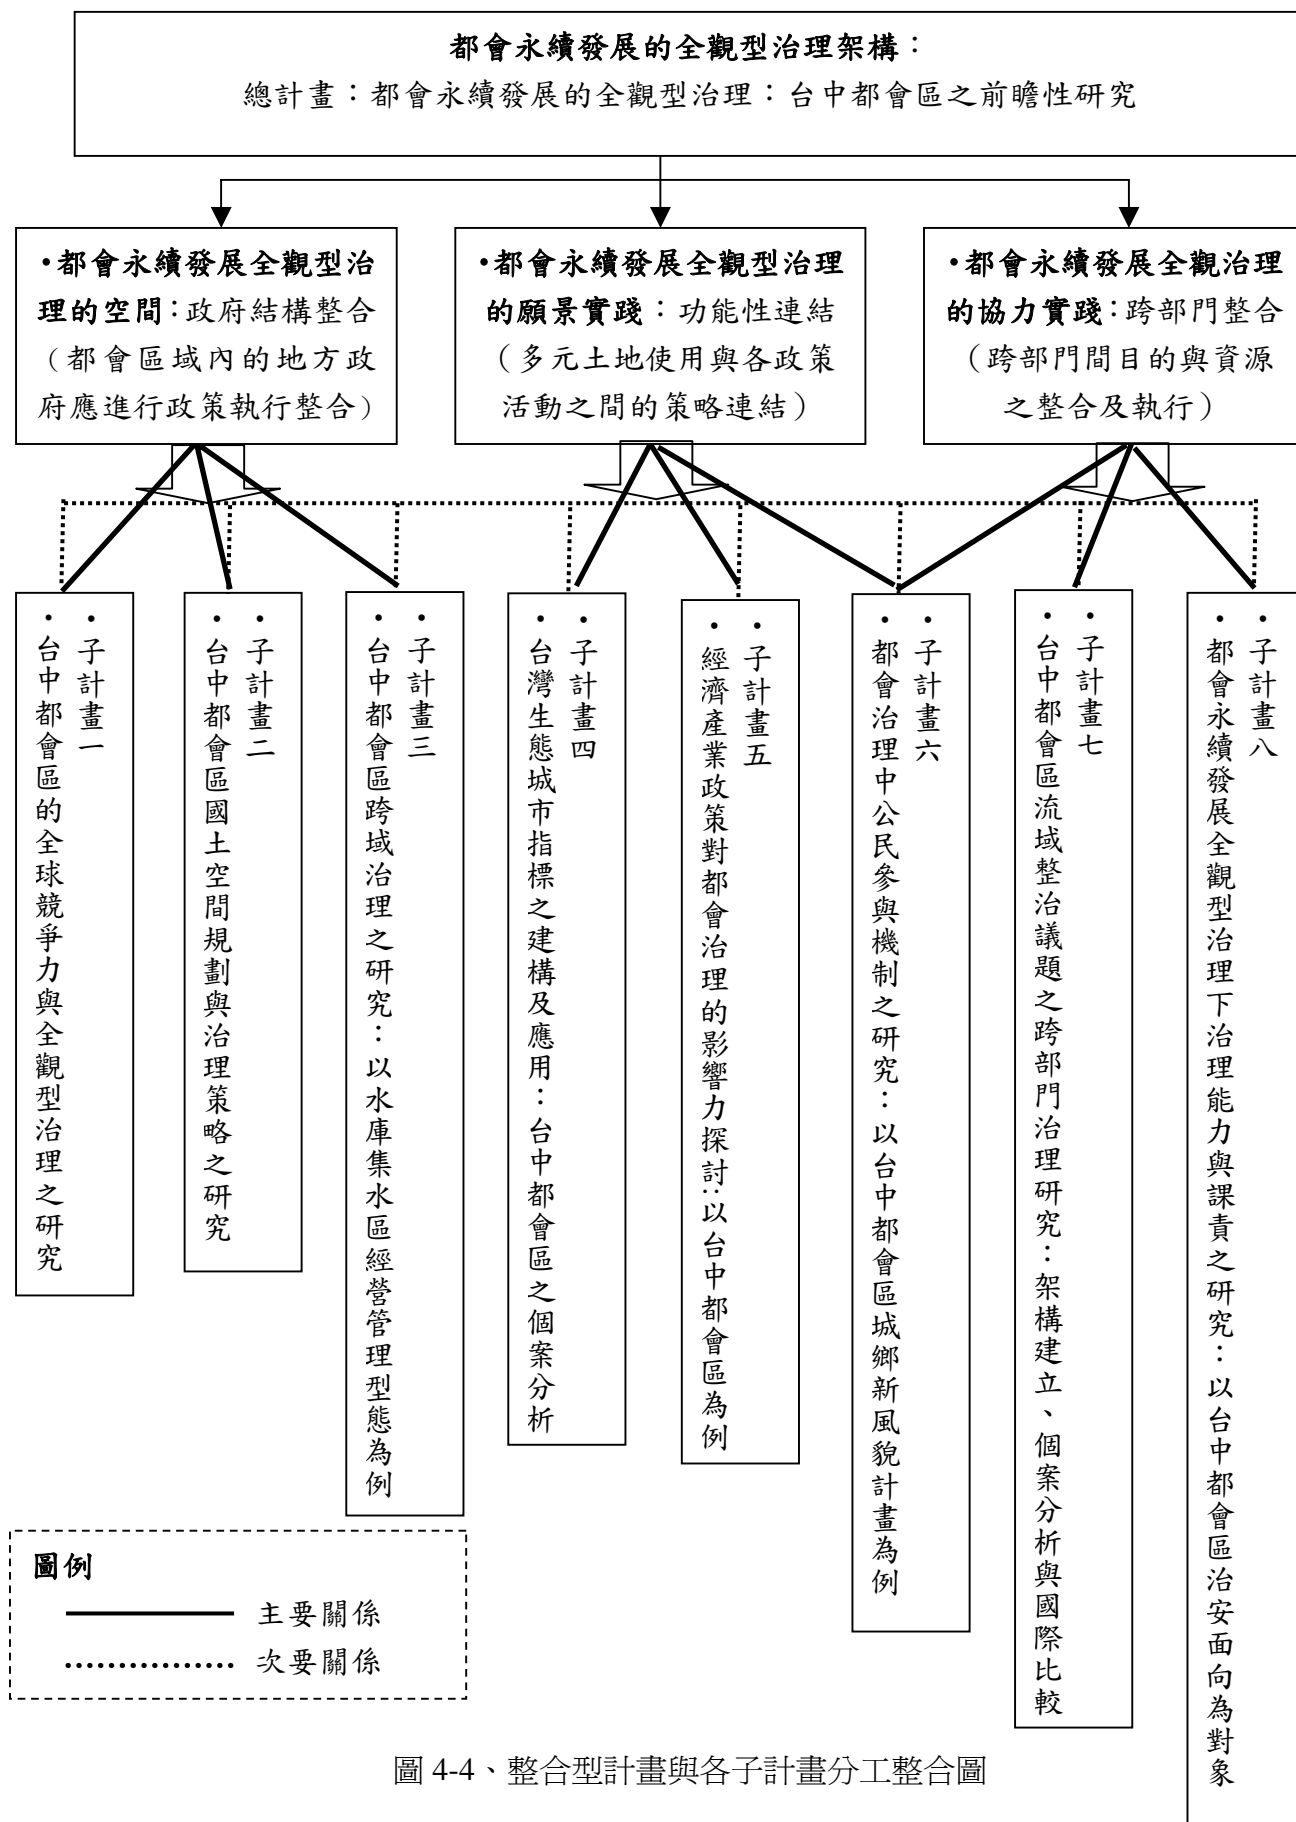 都會永續發展的全觀型治理架構：
總計畫：都會永續發展的全觀型治理：台中都會區之前瞻性研究
•都會永續發展全觀型治
理的空間：政府結構整合
（都會區域內的地方政
府應進行政策執行整合）
•都會永續發展全觀型治理
的願景實踐：功能性連結
（多元土地使用與各政策
活動之間的策略連結）
•都會永續發展全觀治理
的協力實踐：跨部門整合
（跨部門間目的與資源
之整合及執行）
•子計畫一
•台中都會區的全球競爭力與全觀型治理之研究
•子計畫二
•台中都會區國土空間規劃與治理策略之研究
•子計畫三
•台中都會區跨域治理之研究：以水庫集水區經營管理型態為例
•子計畫四
•台灣生態城市指標之建構及應用：台中都會區之個案分析
•子計畫五
•經濟產業政策對都會治理的影響力探討：以台中都會區為例
•子計畫六
•都會治理中公民參與機制之研究：以台中都會區城鄉新風貌計畫為例
•子計畫七
•台中都會區流域整治議題之跨部門治理研究：架構建立、個案分析與國際比較
•子計畫八
•都會永續發展全觀型治理下治理能力與課責之研究：以台中都會區治安面向為對象
圖例
主要關係
次要關係
圖 4-4、整合型計畫與各子計畫分工整合圖